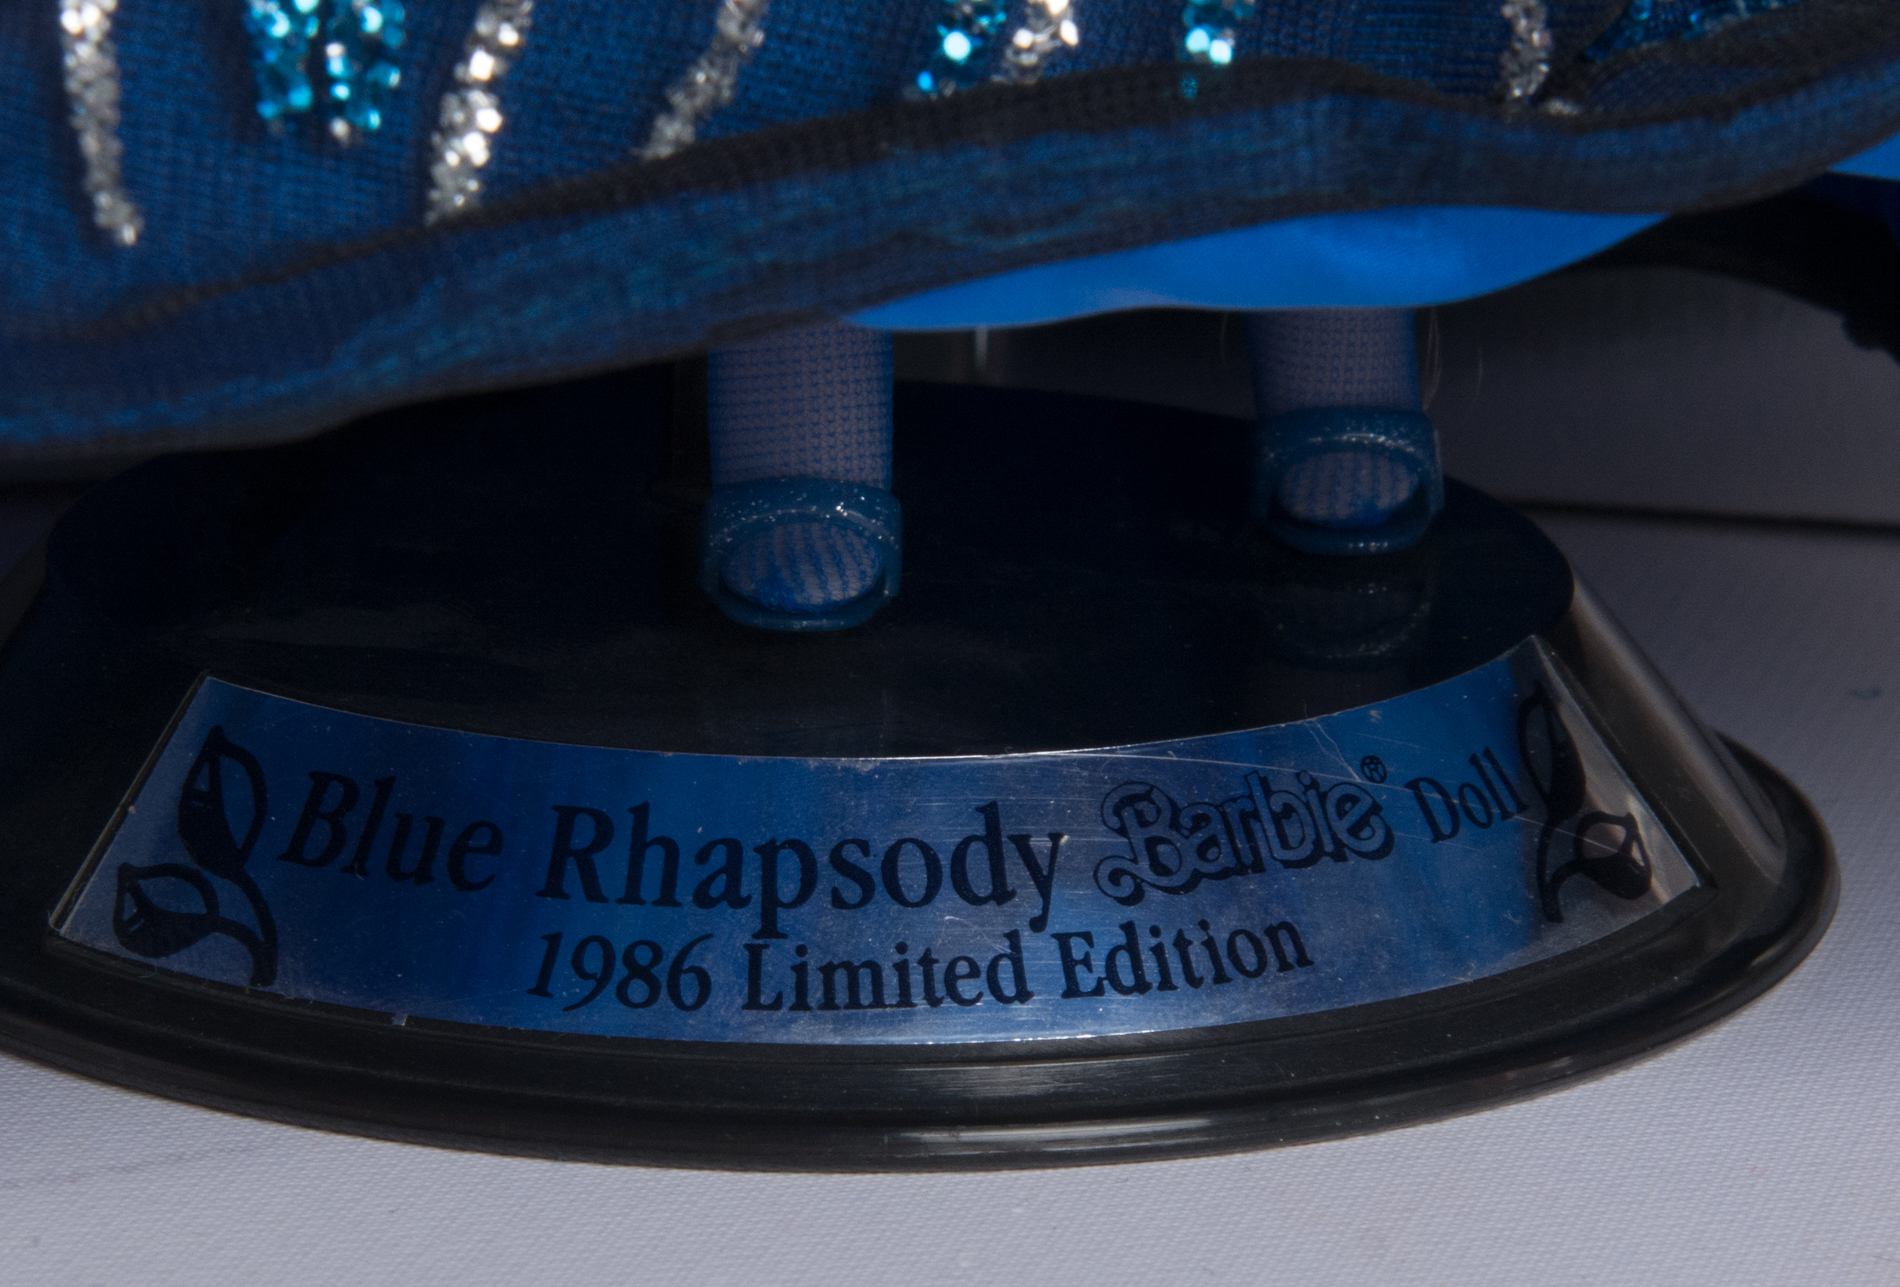 Blue Rhapsody Barbie® Doll
1986 Limited Edition